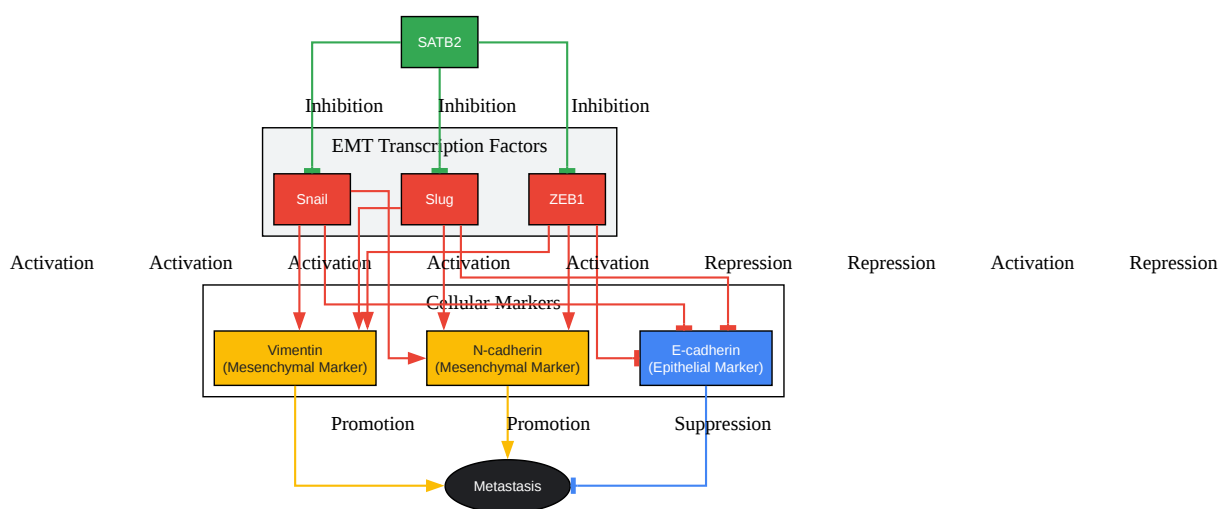 SATB2
Inhibition Inhibition Inhibition
EMT Transcription Factors
Snail Slug ZEB1
Activation Activation Activation Activation Activation Repression Repression Activation Repression
Cellular Markers
Vimentin
(Mesenchymal Marker)
N-cadherin
(Mesenchymal Marker)
E-cadherin
(Epithelial Marker)
Promotion Promotion Suppression
Metastasis